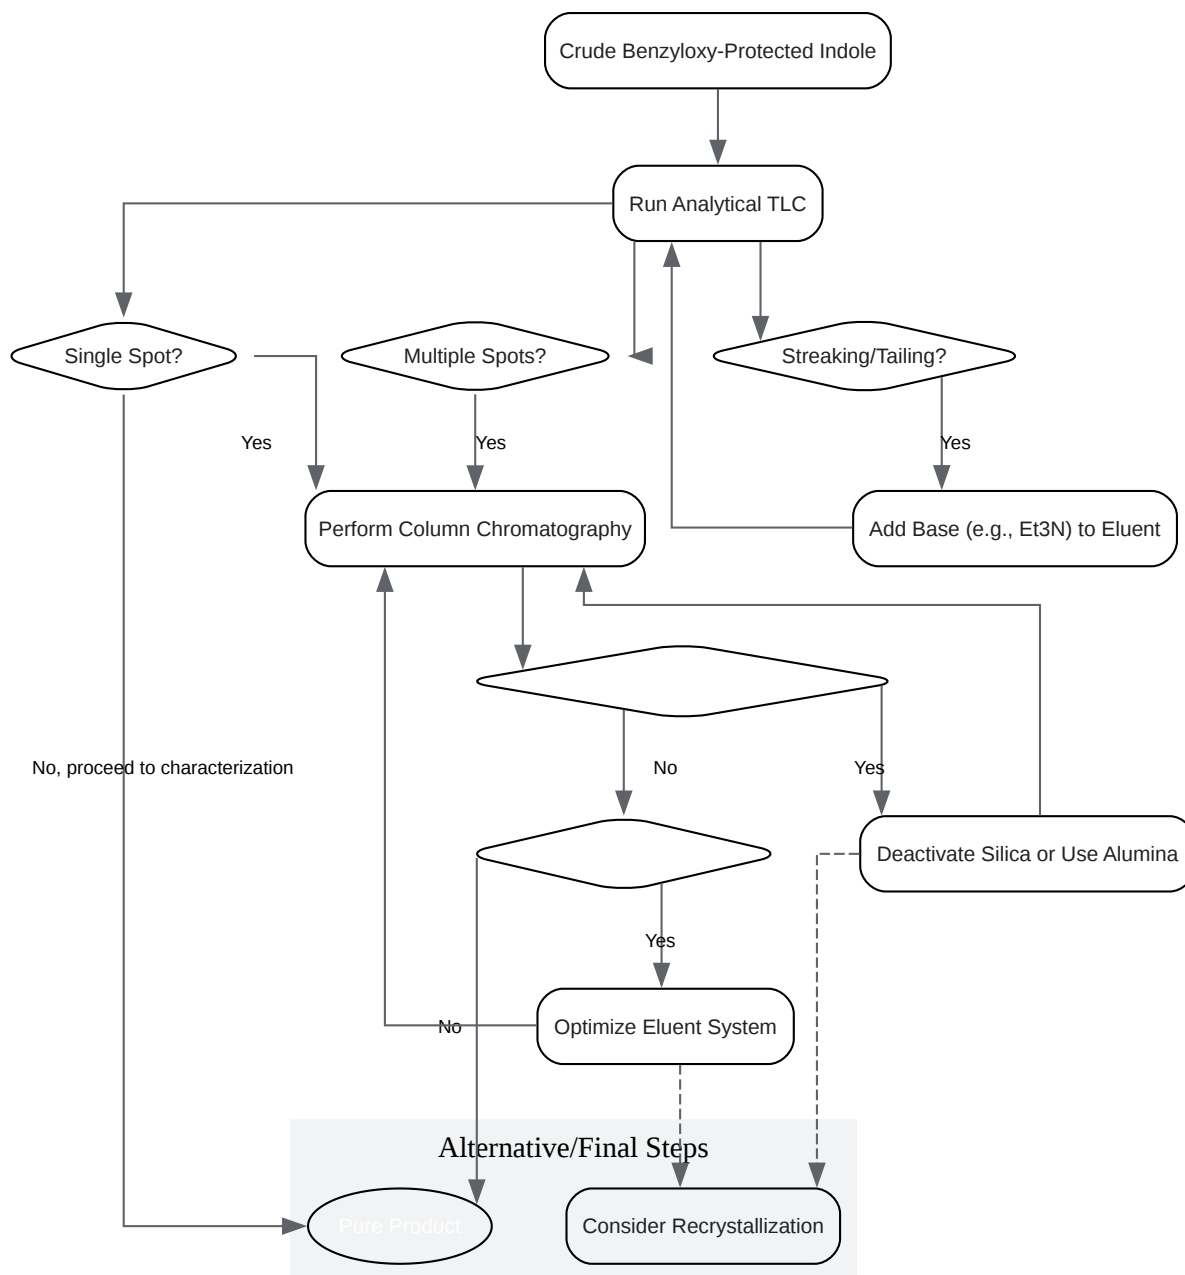 Crude Benzyloxy-Protected Indole
Run Analytical TLC
Single Spot?
Multiple Spots?
Streaking/Tailing?
Yes
Yes
Yes
Perform Column Chromatography
Add Base (e.g., Et3N) to Eluent
No, proceed to characterization
No
Yes
Deactivate Silica or Use Alumina
Yes
No
Optimize Eluent System
Alternative/Final Steps
Pure Product
Consider Recrystallization